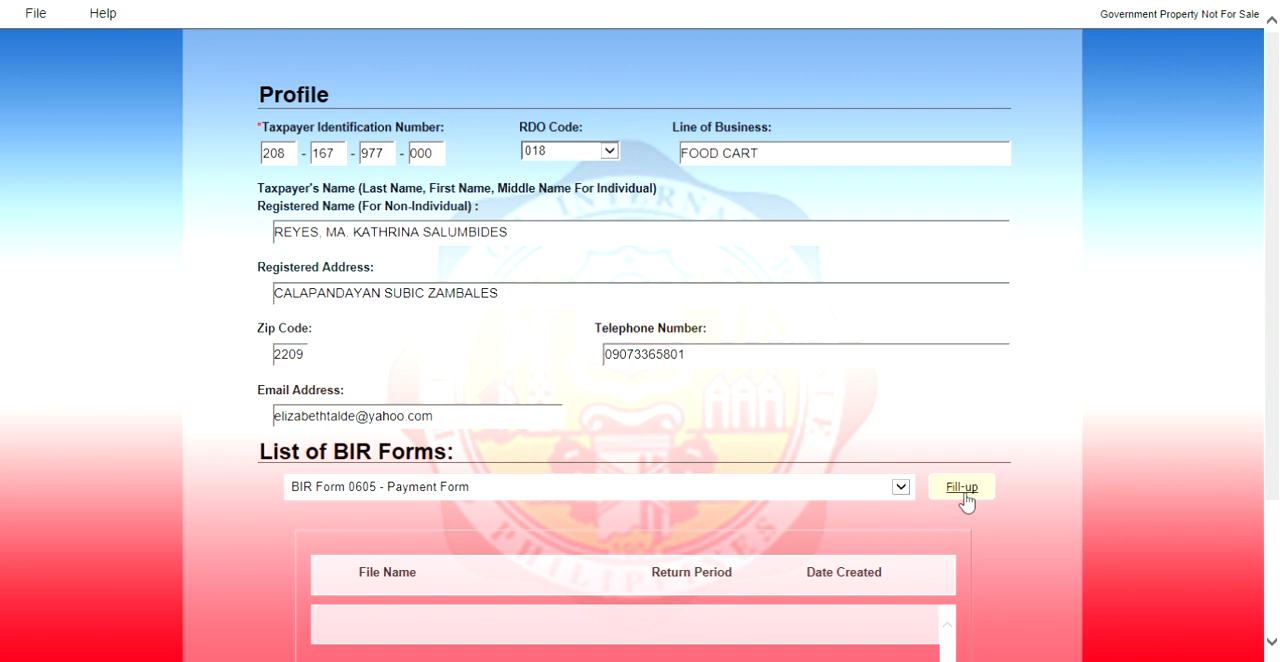 File Help Government Property Not For Sale
Profile
*Taxpayer Identification Number: RDO Code: Line of Business:
208 - 167 - 977 - 000 018 FOOD CART
Taxpayer's Name (Last Name, First Name, Middle Name For Individual)
Registered Name (For Non-Individual) :
REYES, MA. KATHRINA SALUMBIDES
Registered Address:
CALAPANDAYAN SUBIC ZAMBALES
Zip Code: Telephone Number:
2209 09073365801
Email Address:
elizabethtalde@yahoo.com
List of BIR Forms:
BIR Form 0605 - Payment Form Fill-up
File Name Return Period Date Created
PHILIPPINES